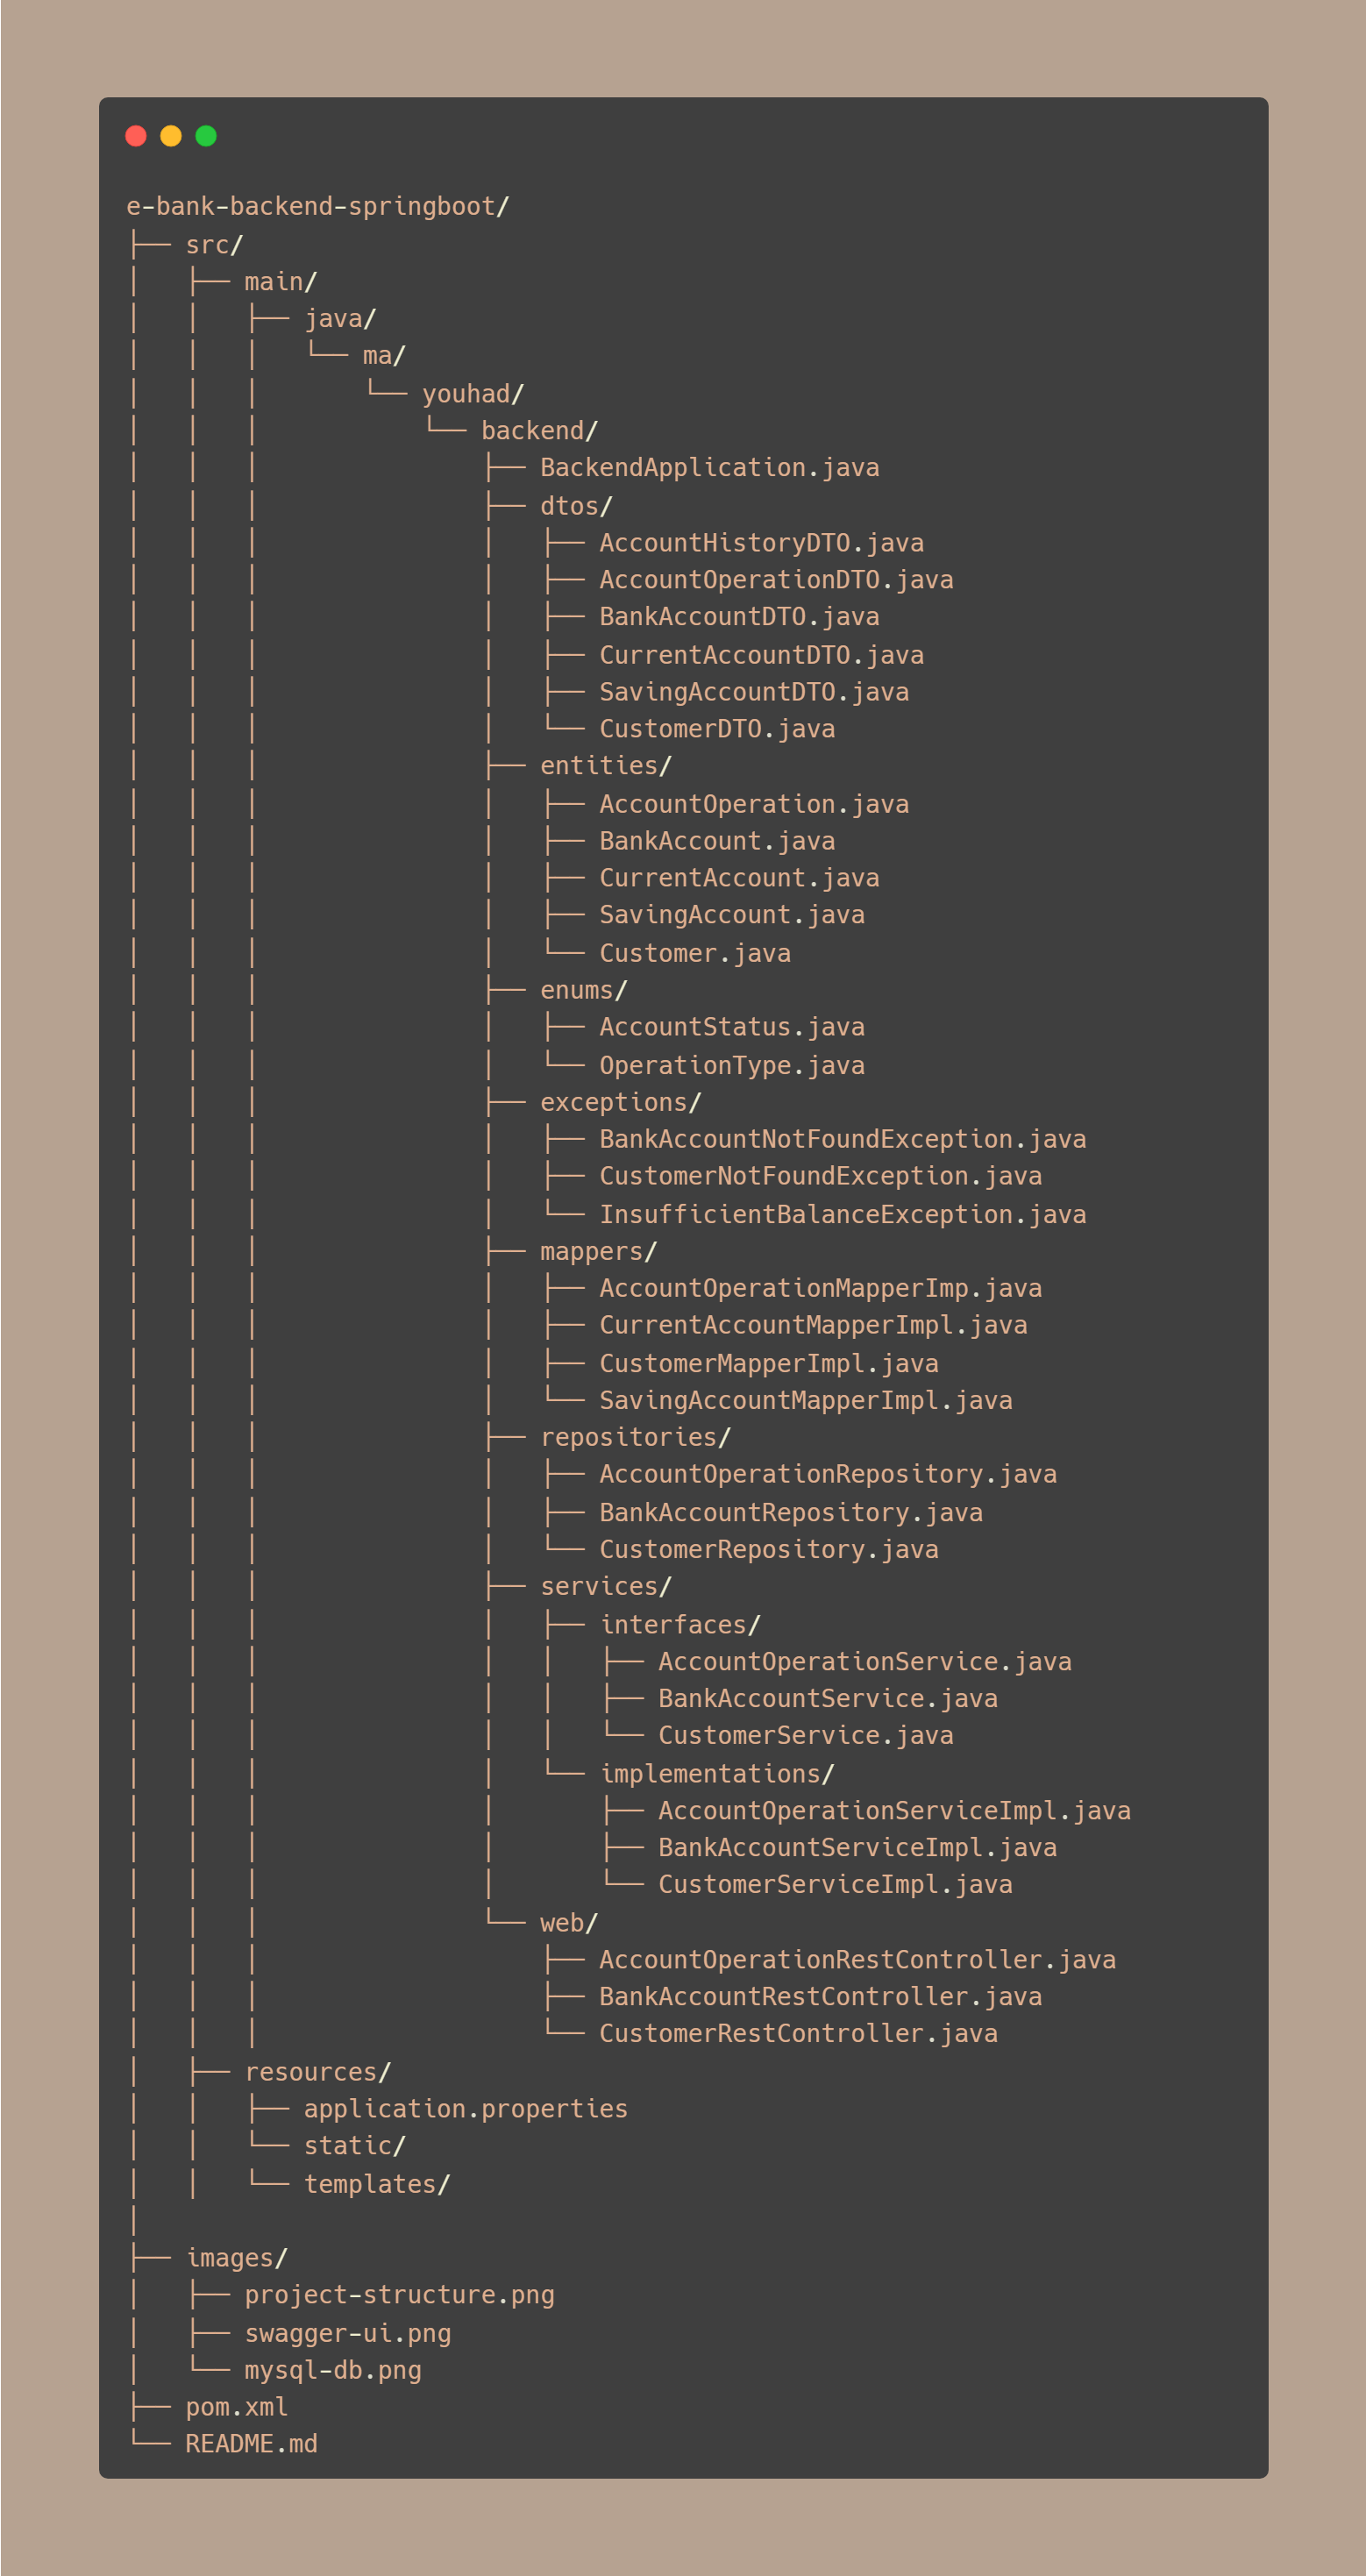 e-bank-backend-springboot/
├── src/
│   ├── main/
│   │   ├── java/
│   │   │   └── ma/
│   │   │       └── youhad/
│   │   │           └── backend/
│   │   │               ├── BackendApplication.java
│   │   │               ├── dtos/
│   │   │               │   ├── AccountHistoryDTO.java
│   │   │               │   ├── AccountOperationDTO.java
│   │   │               │   ├── BankAccountDTO.java
│   │   │               │   ├── CurrentAccountDTO.java
│   │   │               │   ├── SavingAccountDTO.java
│   │   │               │   └── CustomerDTO.java
│   │   │               ├── entities/
│   │   │               │   ├── AccountOperation.java
│   │   │               │   ├── BankAccount.java
│   │   │               │   ├── CurrentAccount.java
│   │   │               │   ├── SavingAccount.java
│   │   │               │   └── Customer.java
│   │   │               ├── enums/
│   │   │               │   ├── AccountStatus.java
│   │   │               │   └── OperationType.java
│   │   │               ├── exceptions/
│   │   │               │   ├── BankAccountNotFoundException.java
│   │   │               │   ├── CustomerNotFoundException.java
│   │   │               │   └── InsufficientBalanceException.java
│   │   │               ├── mappers/
│   │   │               │   ├── AccountOperationMapperImp.java
│   │   │               │   ├── CurrentAccountMapperImpl.java
│   │   │               │   ├── CustomerMapperImpl.java
│   │   │               │   └── SavingAccountMapperImpl.java
│   │   │               ├── repositories/
│   │   │               │   ├── AccountOperationRepository.java
│   │   │               │   ├── BankAccountRepository.java
│   │   │               │   └── CustomerRepository.java
│   │   │               ├── services/
│   │   │               │   ├── interfaces/
│   │   │               │   │   ├── AccountOperationService.java
│   │   │               │   │   ├── BankAccountService.java
│   │   │               │   │   └── CustomerService.java
│   │   │               │   └── implementations/
│   │   │               │       ├── AccountOperationServiceImpl.java
│   │   │               │       ├── BankAccountServiceImpl.java
│   │   │               │       └── CustomerServiceImpl.java
│   │   │               └── web/
│   │   │                   ├── AccountOperationRestController.java
│   │   │                   ├── BankAccountRestController.java
│   │   │                   └── CustomerRestController.java
│   ├── resources/
│   │   ├── application.properties
│   │   └── static/
│   │   └── templates/
│
├── images/
│   ├── project-structure.png
│   ├── swagger-ui.png
│   └── mysql-db.png
├── pom.xml
└── README.md